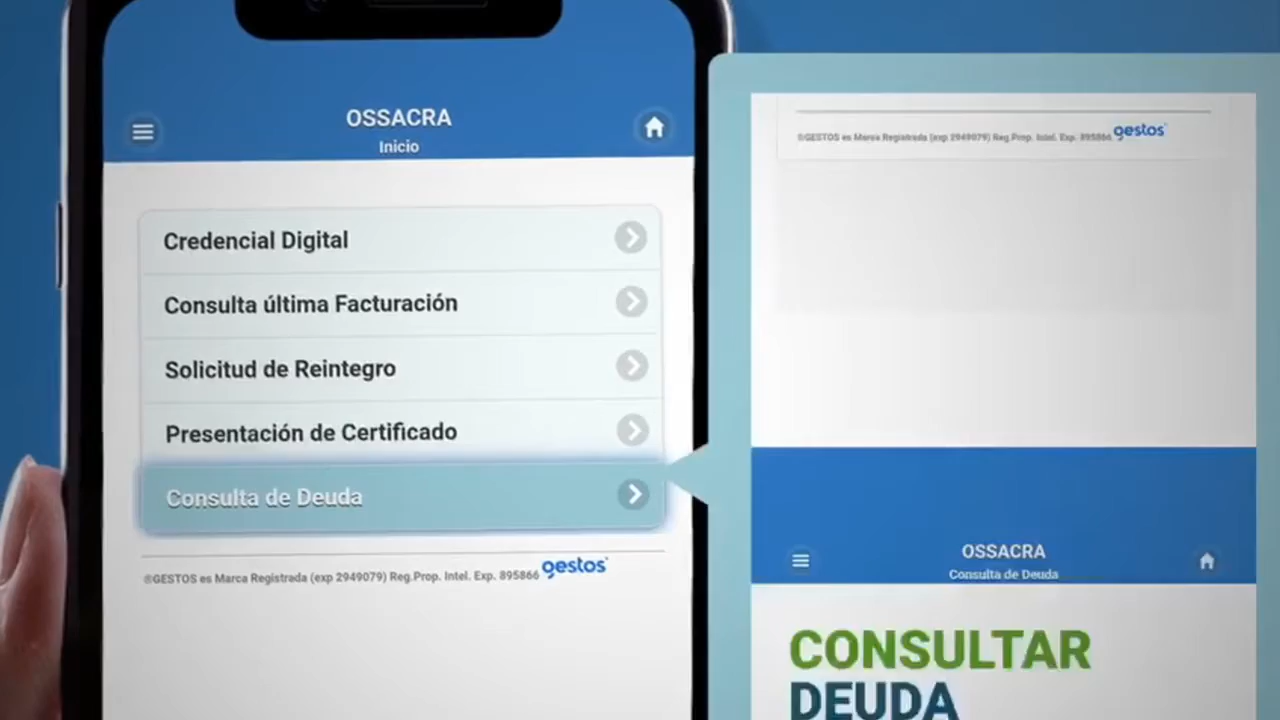 OSSACRA
Inicio
Credencial Digital
Consulta última Facturación
Solicitud de Reintegro
Presentación de Certificado
Consulta de Deuda
®GESTOS es Marca Registrada (exp 2949079) Reg.Prop. Intel. Exp. 895866 gestos
®GESTOS es Marca Registrada (exp 2949079) Reg.Prop. Intel. Exp. 895866 gestos
OSSACRA
Consulta de Deuda
CONSULTAR
DEUDA